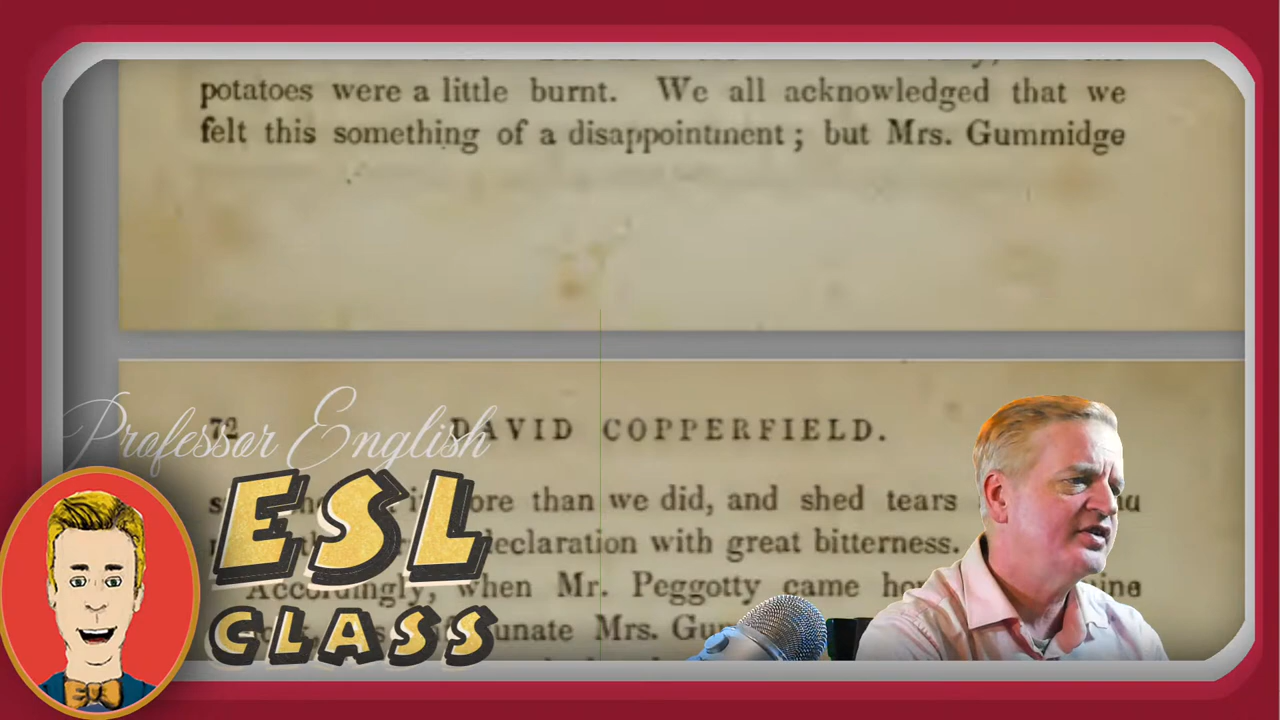 potatoes were a little burnt. We all acknowledged that we
felt this something of a disappointment; but Mrs. Gummidge
72 DAVID COPPERFIELD.
Professor English
ore than we did, and shed tears
declaration with great bitterness.
Accordingly, when Mr. Peggotty came
unate Mrs. Gu
ESL
CLASS